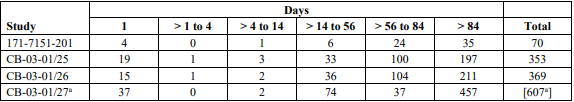 Days
Study 1 > 1 to 4 > 4 to 14 > 14 to 56 > 56 to 84 > 84 Total
171-7151-201 4 0 1 6 24 35 70
CB-03-01/25 19 1 3 33 100 197 353
CB-03-01/26 15 1 2 36 104 211 369
CB-03-01/27ᵃ 37 0 2 74 37 457 [607ᵃ]